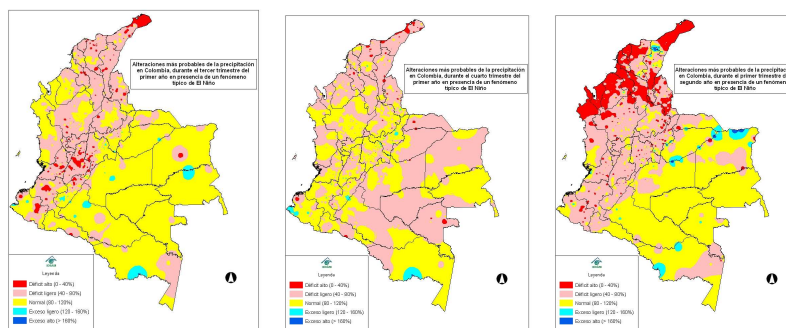 Alteraciones más probables de la precipitación
en Colombia, durante el tercer trimestre del
primer año en presencia de un fenómeno
típico de El Niño
Leyenda
Déficit alto (0 - 40%)
Déficit ligero (40 - 80%)
Normal (80 - 120%)
Exceso ligero (120 - 160%)
Exceso alto (> 160%)
Alteraciones más probables de la precipitación
en Colombia, durante el cuarto trimestre del
primer año en presencia de un fenómeno
típico de El Niño
Leyenda
Déficit alto (0 - 40%)
Déficit ligero (40 - 80%)
Normal (80 - 120%)
Exceso ligero (120 - 160%)
Exceso alto (> 160%)
Alteraciones más probables de la precipitac
en Colombia, durante el primer trimestre de
segundo año en presencia de un fenómen
típico de El Niño
Leyenda
Déficit alto (0 - 40%)
Déficit ligero (40 - 80%)
Normal (80 - 120%)
Exceso ligero (120 - 160%)
Exceso alto (> 160%)